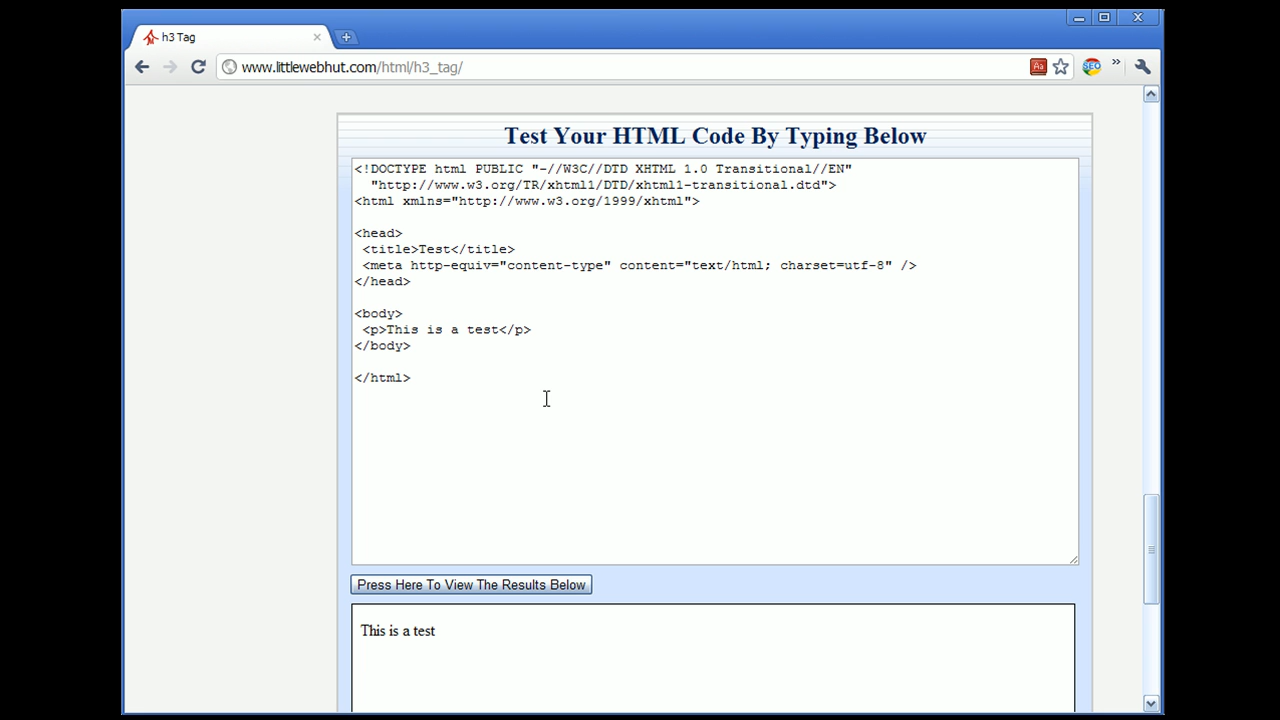 h3 Tag
www.littlewebhut.com/html/h3_tag/
Aa
SEO
Test Your HTML Code By Typing Below
<!DOCTYPE html PUBLIC "-//W3C//DTD XHTML 1.0 Transitional//EN"
"http://www.w3.org/TR/xhtml1/DTD/xhtml1-transitional.dtd">
<html xmlns="http://www.w3.org/1999/xhtml">
<head>
<title>Test</title>
<meta http-equiv="content-type" content="text/html; charset=utf-8" />
</head>
<body>
<p>This is a test</p>
</body>
</html>
Press Here To View The Results Below
This is a test